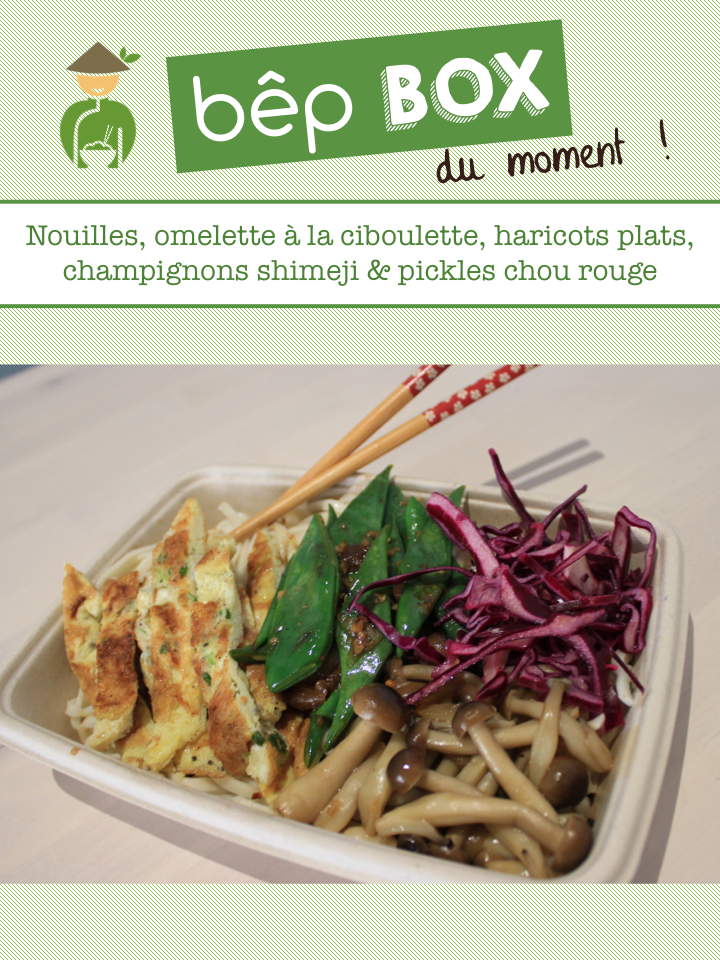 bêp BOX
du moment !
Nouilles, omelette à la ciboulette, haricots plats,
champignons shimeji & pickles chou rouge